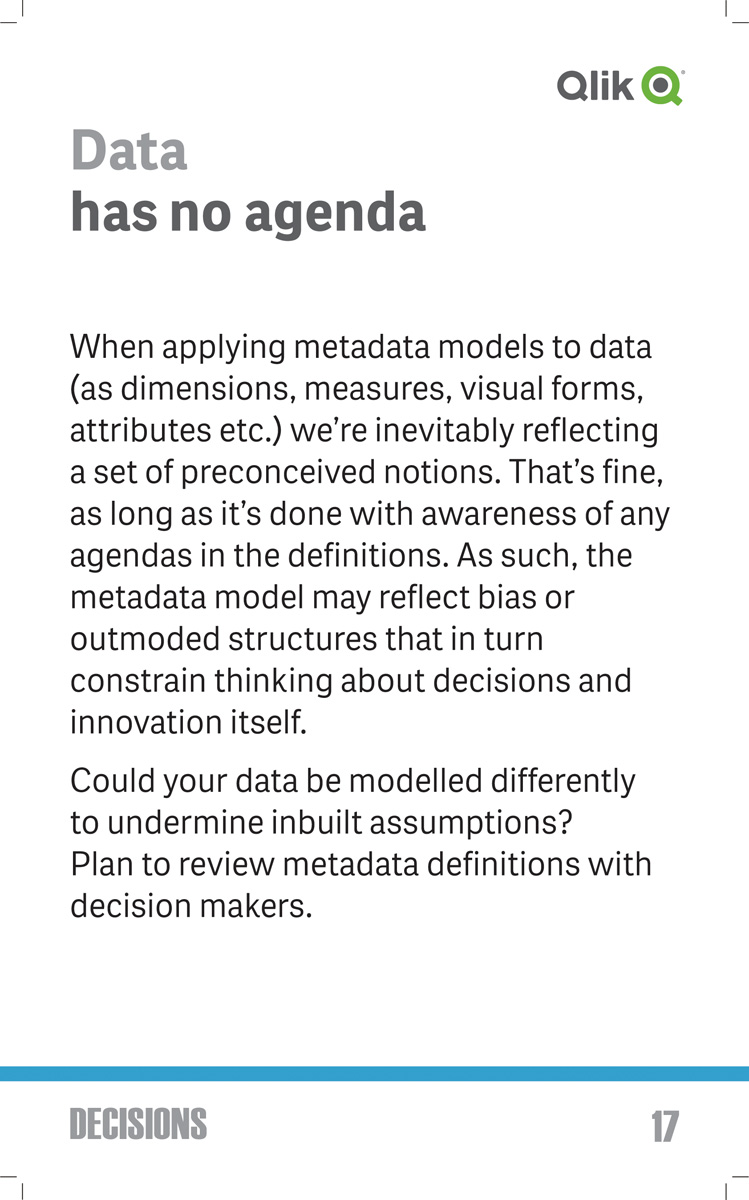 Qlik
Data
has no agenda
When applying metadata models to data
(as dimensions, measures, visual forms,
attributes etc.) we’re inevitably reflecting
a set of preconceived notions. That’s fine,
as long as it’s done with awareness of any
agendas in the definitions. As such, the
metadata model may reflect bias or
outmoded structures that in turn
constrain thinking about decisions and
innovation itself.
Could your data be modelled differently
to undermine inbuilt assumptions?
Plan to review metadata definitions with
decision makers.
DECISIONS
17